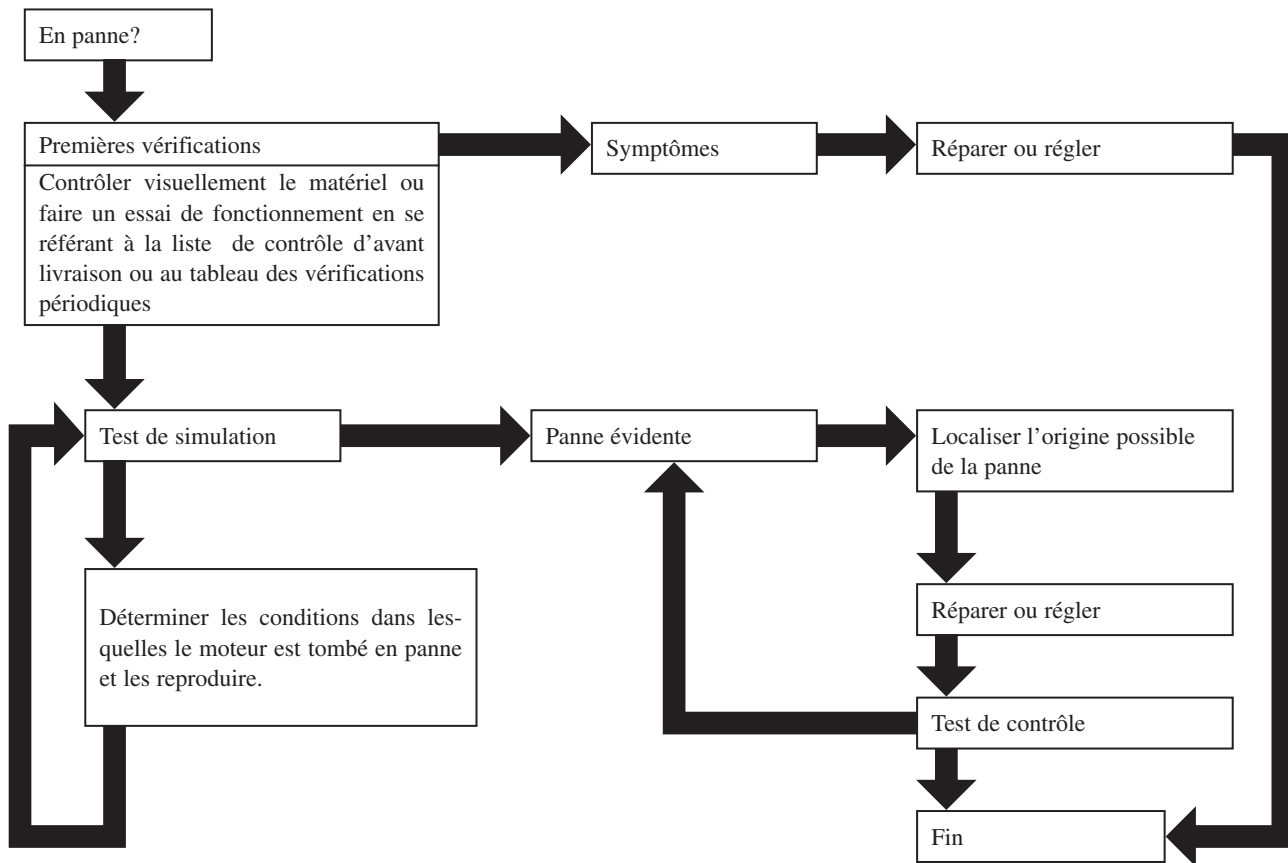 En panne?
Premières vérifications
Symptômes
Réparer ou régler
Contrôler visuellement le matériel ou
faire un essai de fonctionnement en se
référant à la liste de contrôle d’avant
livraison ou au tableau des vérifications
périodiques
Test de simulation
Panne évidente
Localiser l’origine possible
de la panne
Déterminer les conditions dans les-
quelles le moteur est tombé en panne
et les reproduire.
Réparer ou régler
Test de contrôle
Fin